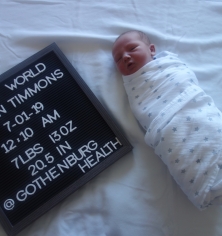 WORLD
N TIMMONS
7-01-19
12:10 AM
7LBS 13OZ
20.5 IN
@ GOTHENBURG
HEALTH